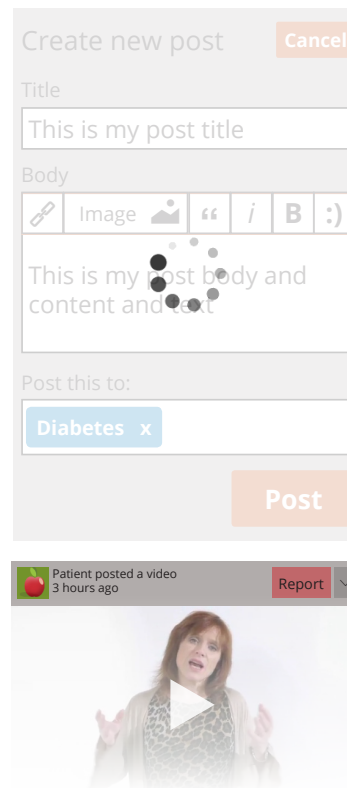 Create new post
Cancel
Title
This is my post title
Body
Image “ i B :)
This is my post body and
content and text
Post this to:
Diabetes x
Post
Patient posted a video
3 hours ago
Report